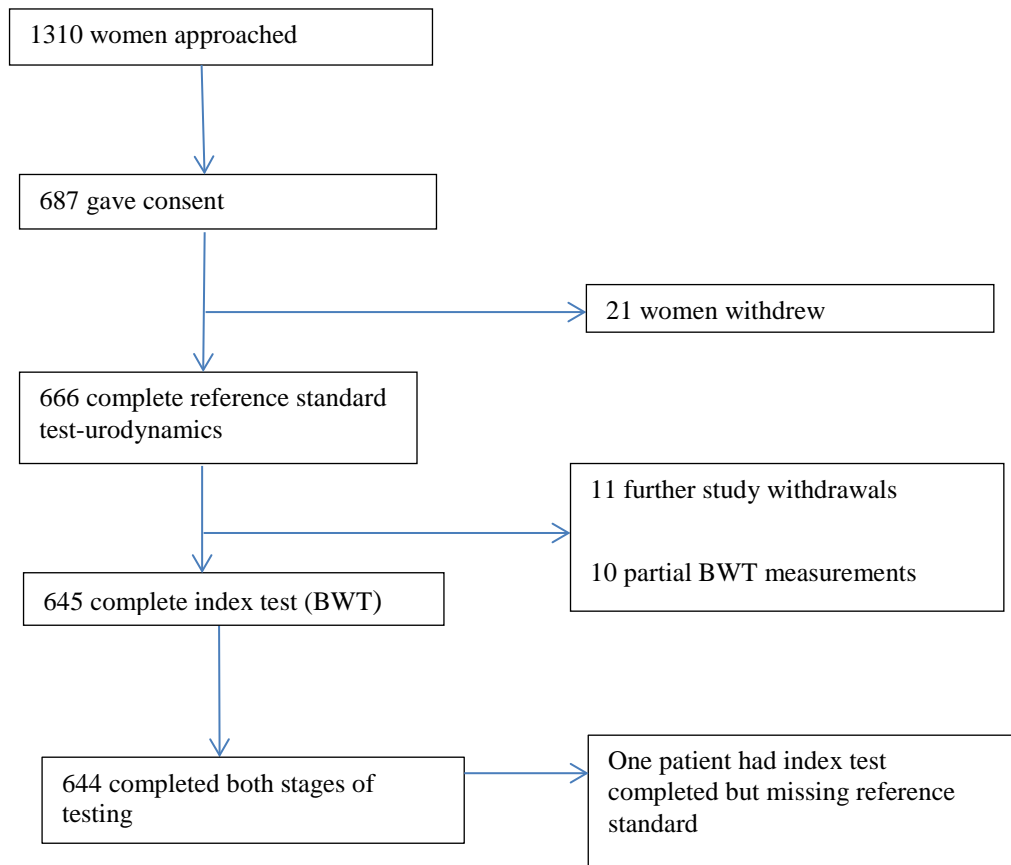 1310 women approached
687 gave consent
21 women withdrew
666 complete reference standard
test-urodynamics
11 further study withdrawals
10 partial BWT measurements
645 complete index test (BWT)
644 completed both stages of
testing
One patient had index test
completed but missing reference
standard